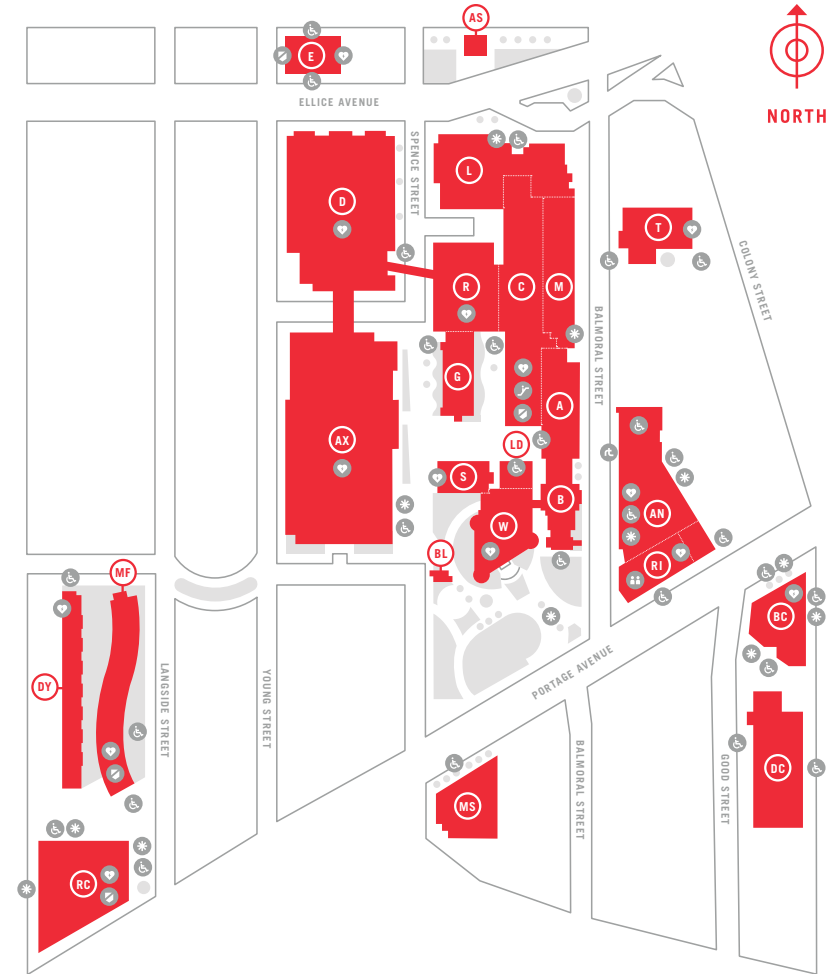 AS
E
NORTH
ELLICE AVENUE
SPENCE STREET
L
D
T
COLONY STREET
R
C
M
BALMORAL STREET
G
A
AX
LD
S
B
AN
W
BL
RI
MF
BC
DY
LANGSIDE STREET
YOUNG STREET
PORTAGE AVENUE
BALMORAL STREET
GOOD STREET
DC
MS
RC